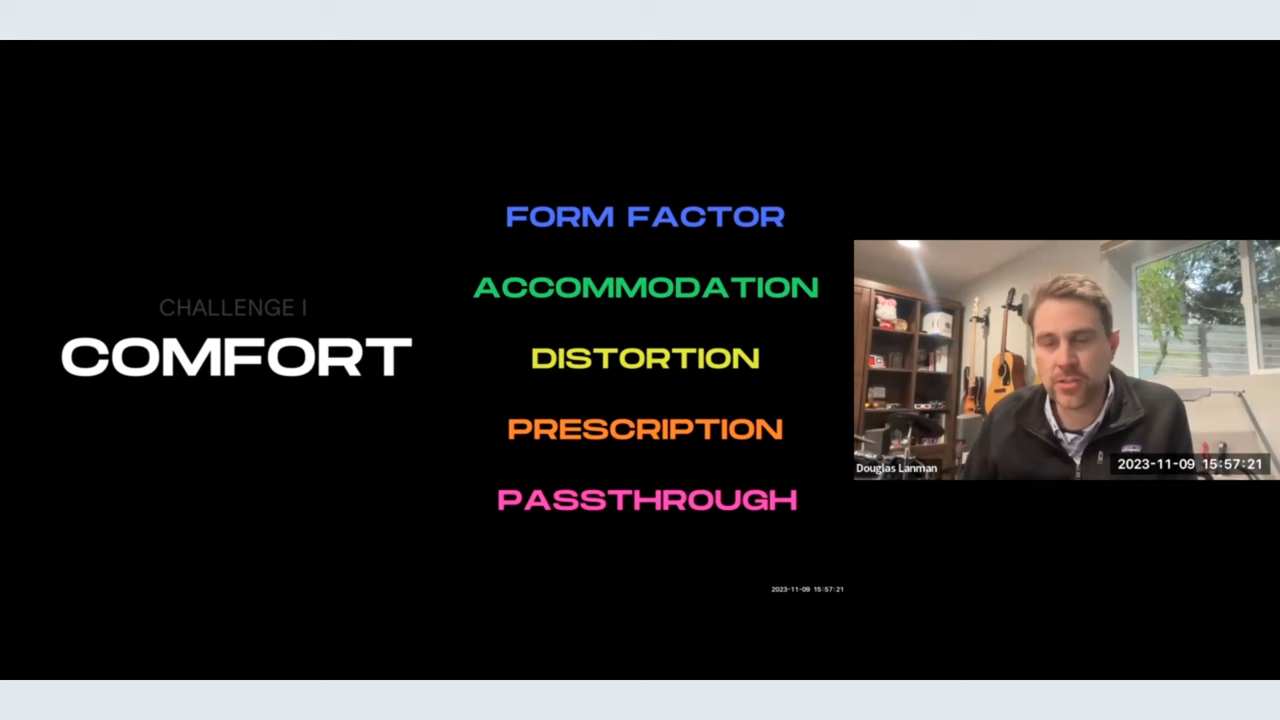 CHALLENGE I
COMFORT
FORM FACTOR
ACCOMMODATION
DISTORTION
PRESCRIPTION
PASSTHROUGH
Douglas Lanman
2023-11-09 15:57:21
2023-11-09 15:57:21